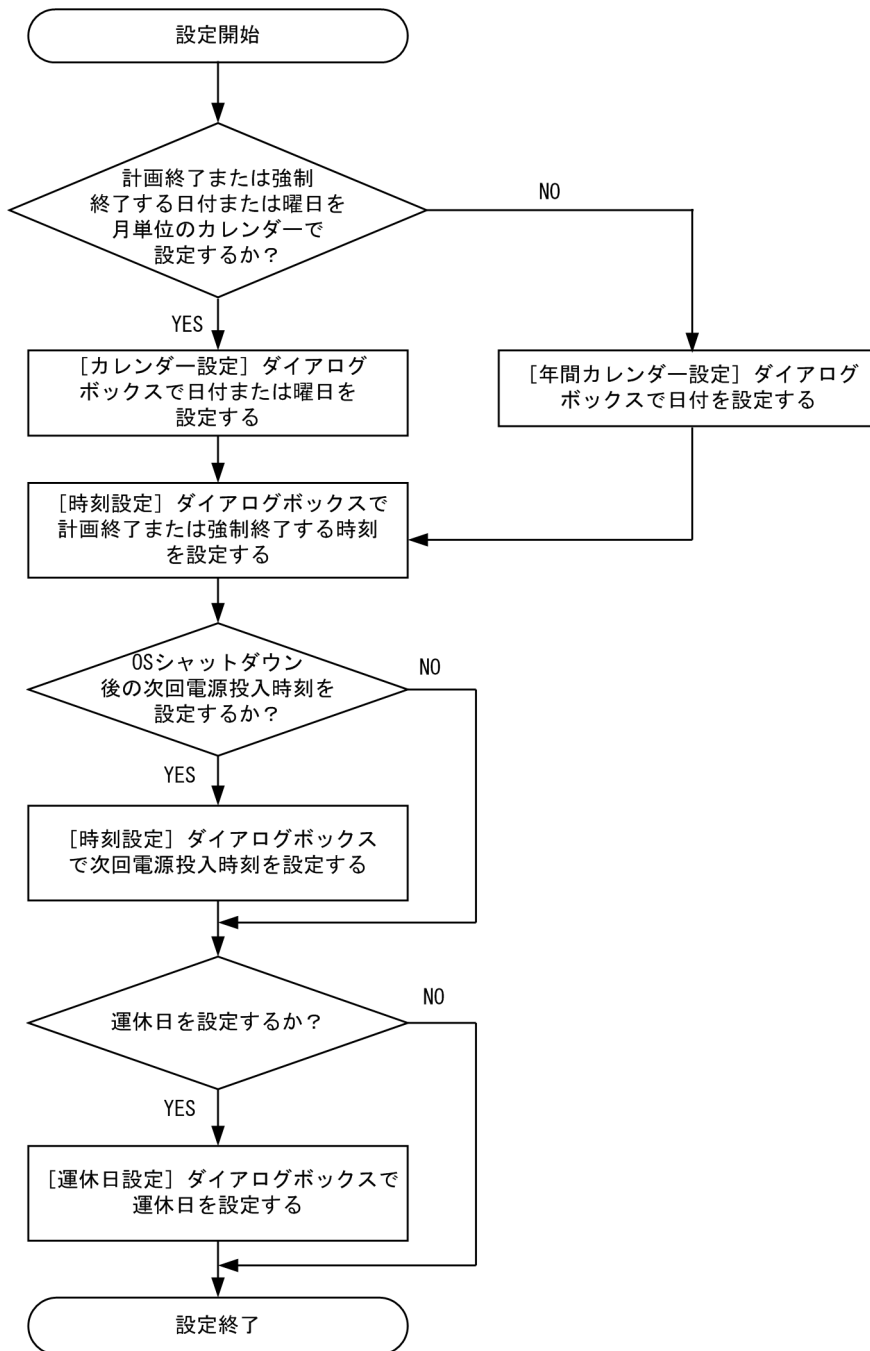 設定開始
計画終了または強制
終了する日付または曜日を
月単位のカレンダーで
設定するか？
NO
YES
［カレンダー設定］ダイアログ
ボックスで日付または曜日を
設定する
［年間カレンダー設定］ダイアログ
ボックスで日付を設定する
［時刻設定］ダイアログボックスで
計画終了または強制終了する時刻
を設定する
OSシャットダウン
後の次回電源投入時刻を
設定するか？
NO
YES
［時刻設定］ダイアログボックス
で次回電源投入時刻を設定する
運休日を設定するか？
NO
YES
［運休日設定］ダイアログボックスで
運休日を設定する
設定終了